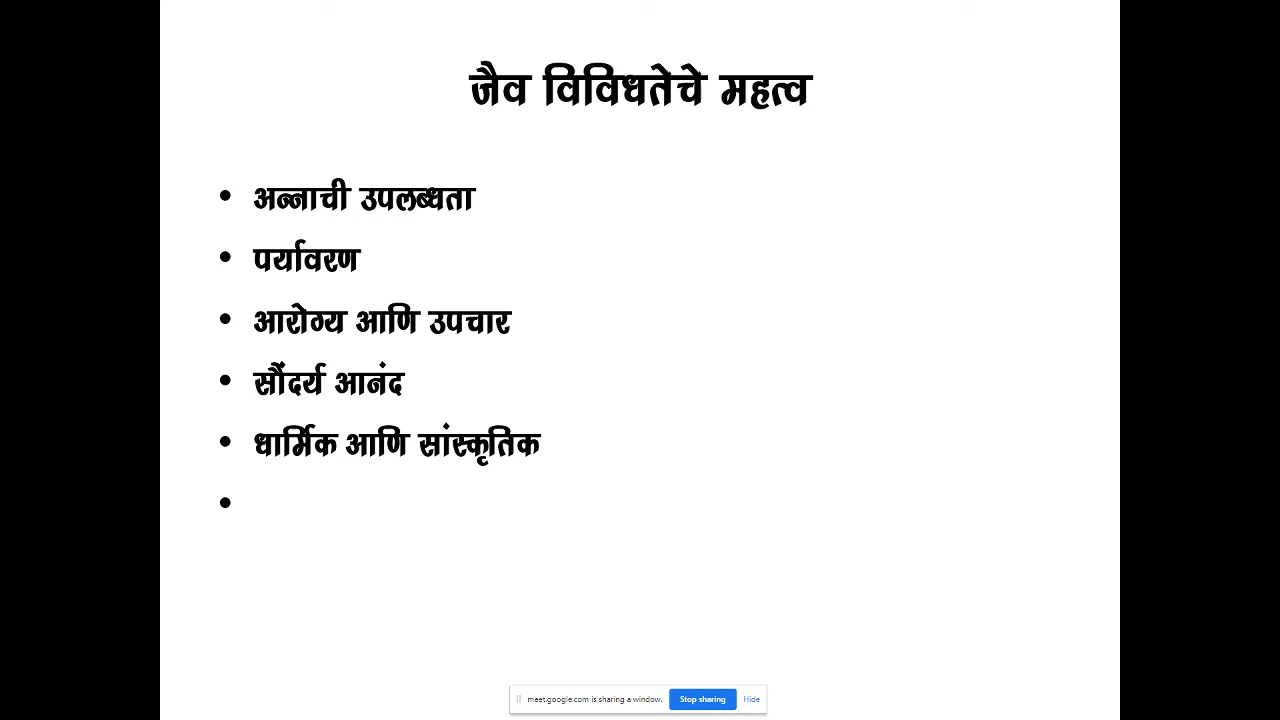 जैव विविधतेचे महत्व
• अन्नाची उपलब्धता
• पर्यावरण
• आरोग्य आणि उपचार
• सौंदर्य आनंद
• धार्मिक आणि सांस्कृतिक
•
meet.google.com is sharing a window. Stop sharing Hide